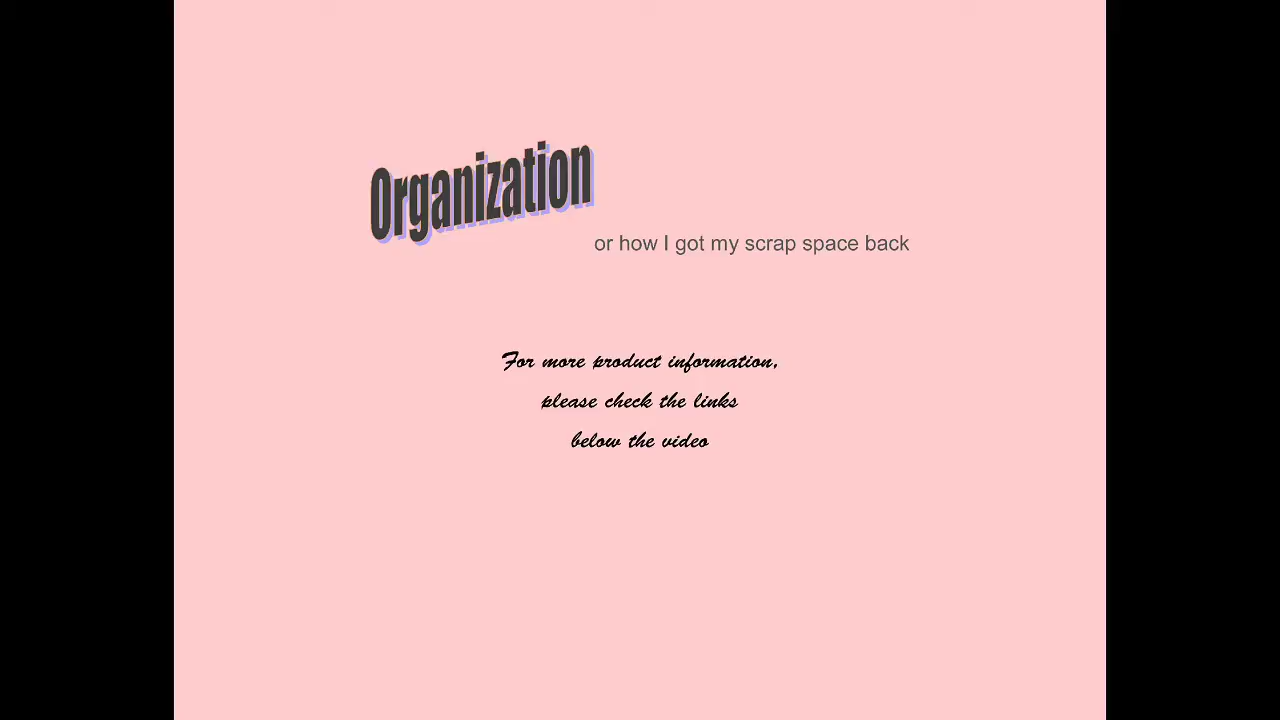 Organization
or how I got my scrap space back
For more product information,
please check the links
below the video